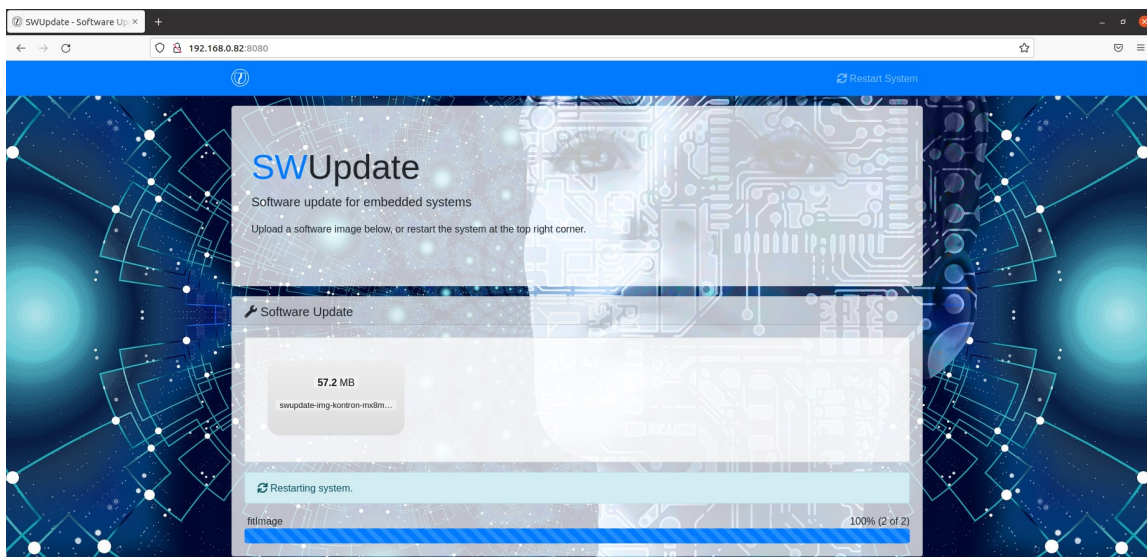 SWUpdate - Software Up
192.168.0.82:8080
Restart System
SWUpdate
Software update for embedded systems
Upload a software image below, or restart the system at the top right corner.
Software Update
57.2 MB
swupdate-img-kontron-mx8m...
Restarting system.
fitImage 100% (2 of 2)